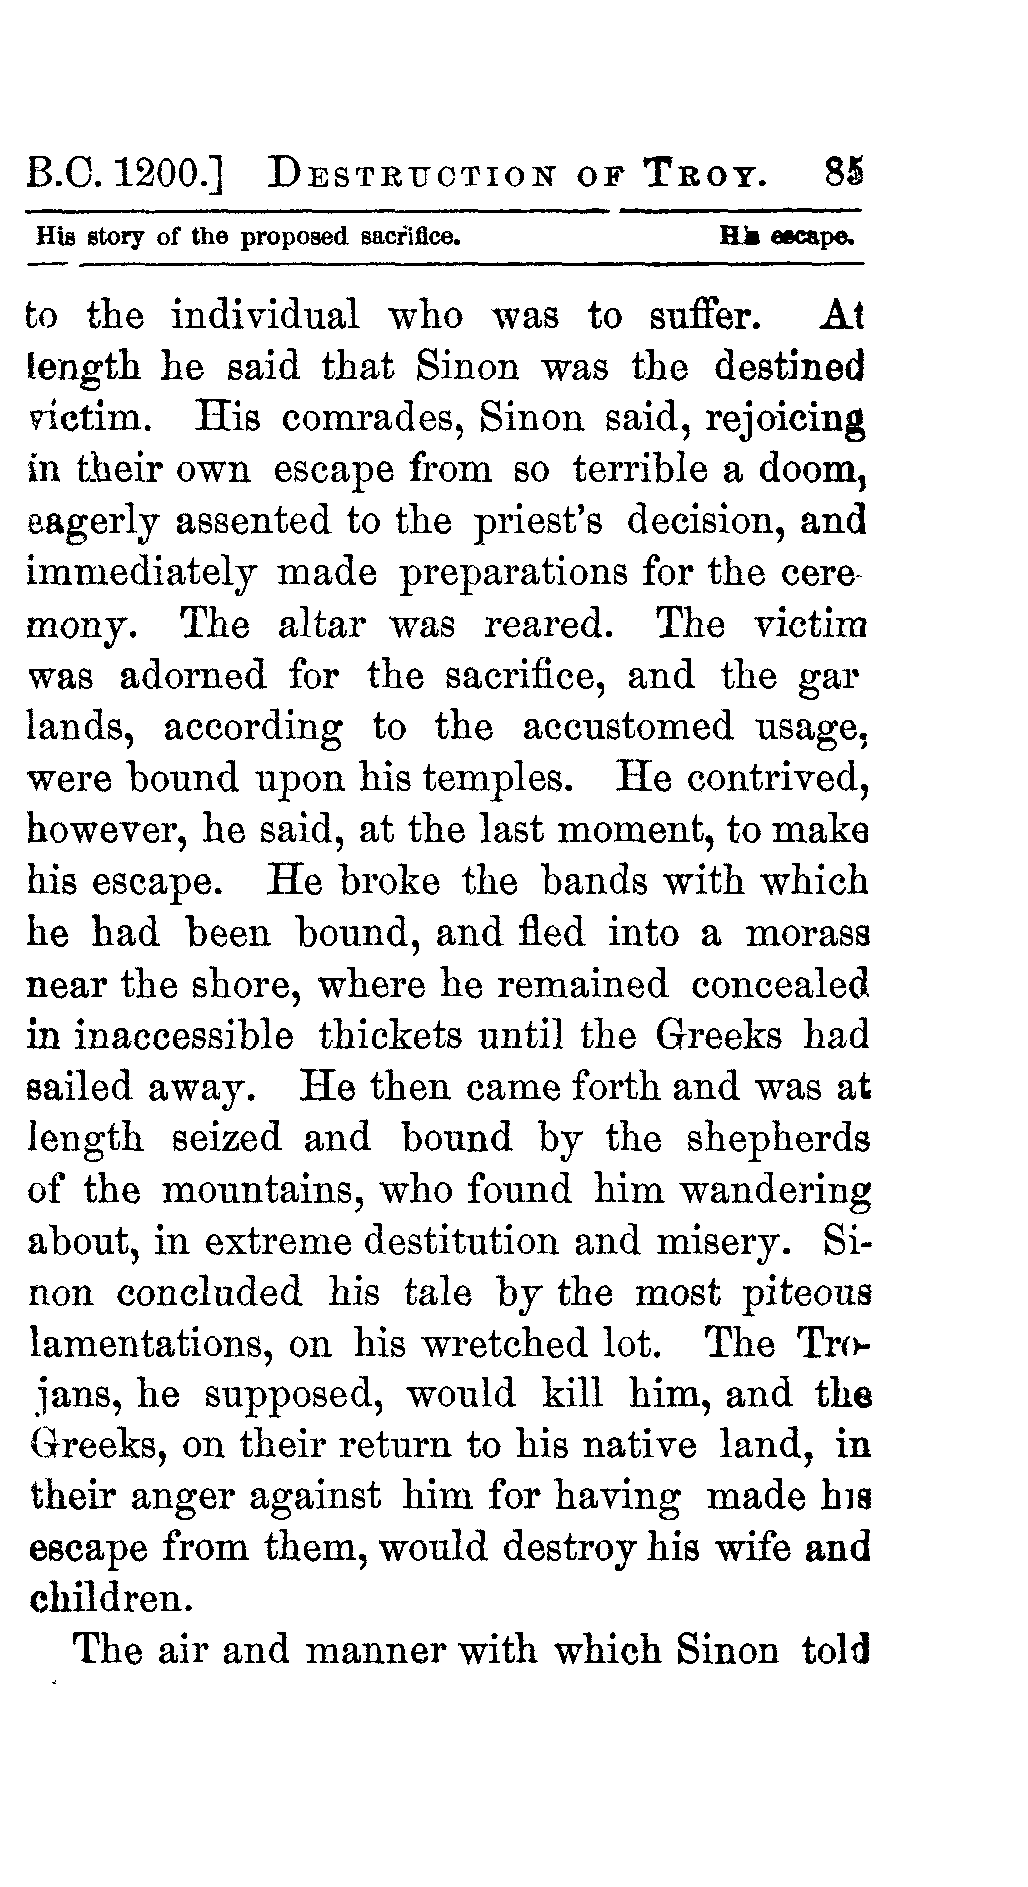 B.C. 1200.] DESTRUCTION OF TROY. 85
His story of the proposed sacrifice. His escape.
to the individual who was to suffer. At
length he said that Sinon was the destined
victim. His comrades, Sinon said, rejoicing
in their own escape from so terrible a doom,
eagerly assented to the priest's decision, and
immediately made preparations for the cere-
mony. The altar was reared. The victim
was adorned for the sacrifice, and the gar
lands, according to the accustomed usage,
were bound upon his temples. He contrived,
however, he said, at the last moment, to make
his escape. He broke the bands with which
he had been bound, and fled into a morass
near the shore, where he remained concealed
in inaccessible thickets until the Greeks had
sailed away. He then came forth and was at
length seized and bound by the shepherds
of the mountains, who found him wandering
about, in extreme destitution and misery. Si-
non concluded his tale by the most piteous
lamentations, on his wretched lot. The Tro-
jans, he supposed, would kill him, and the
Greeks, on their return to his native land, in
their anger against him for having made his
escape from them, would destroy his wife and
children.
The air and manner with which Sinon told